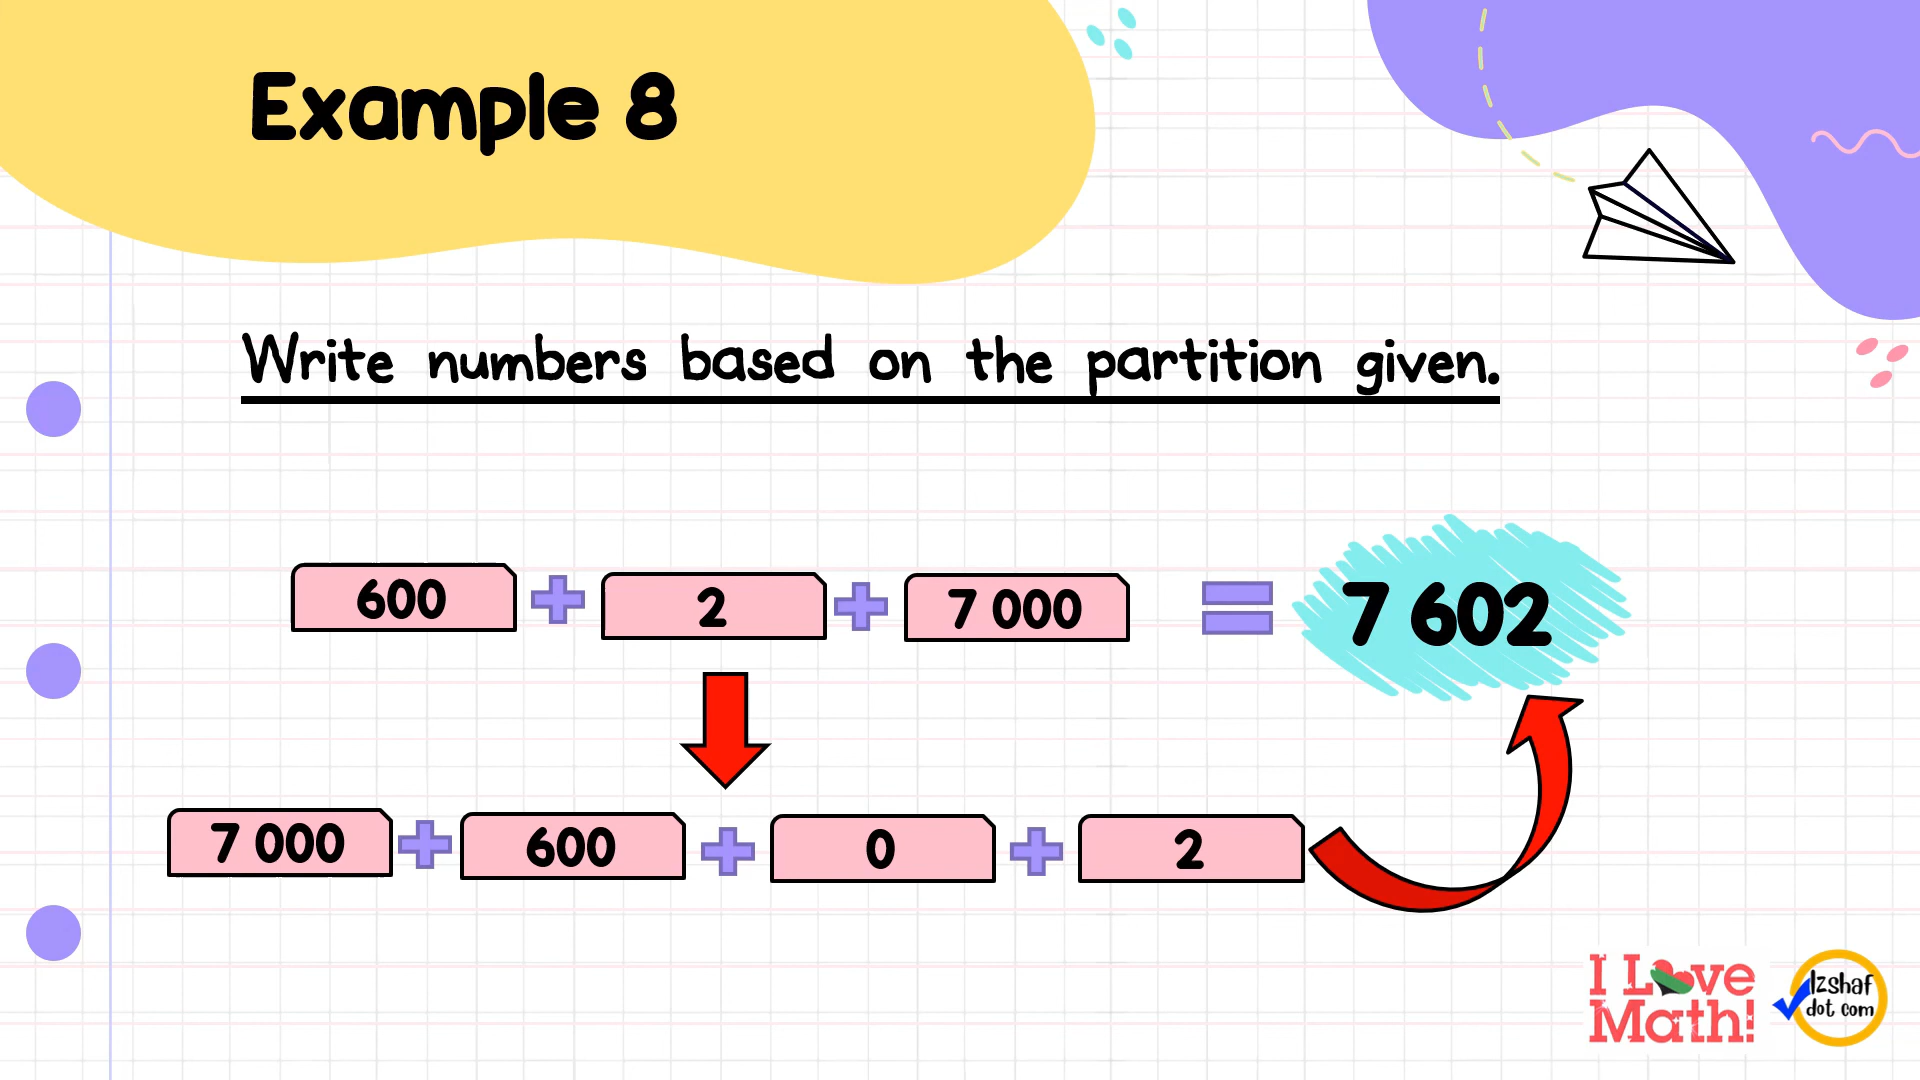 Example 8
Write numbers based on the partition given.
600 + 2 + 7 000 = 7 602
7 000 + 600 + 0 + 2
I Love
Math!
Izshaf
dot com